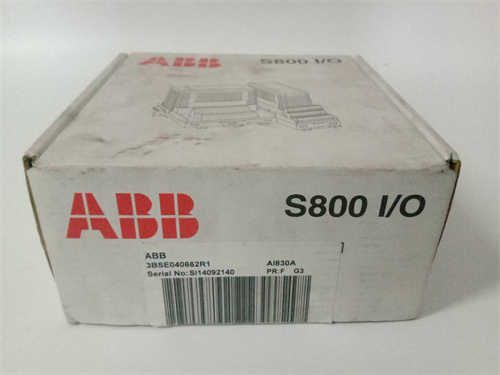 ABB S800 I/O
ABB S800 I/O
ABB
3BSE040662R1 AI830A
Serial No:SI14092140 PR:F G3